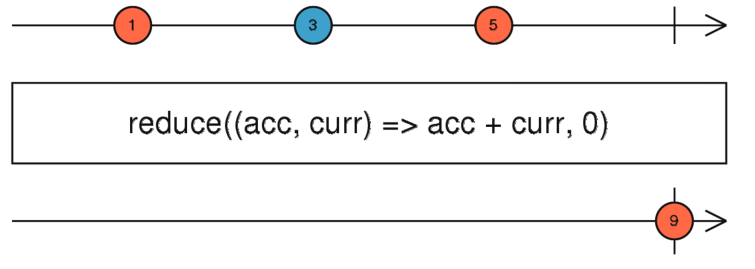 1 3 5
reduce((acc, curr) => acc + curr, 0)
9